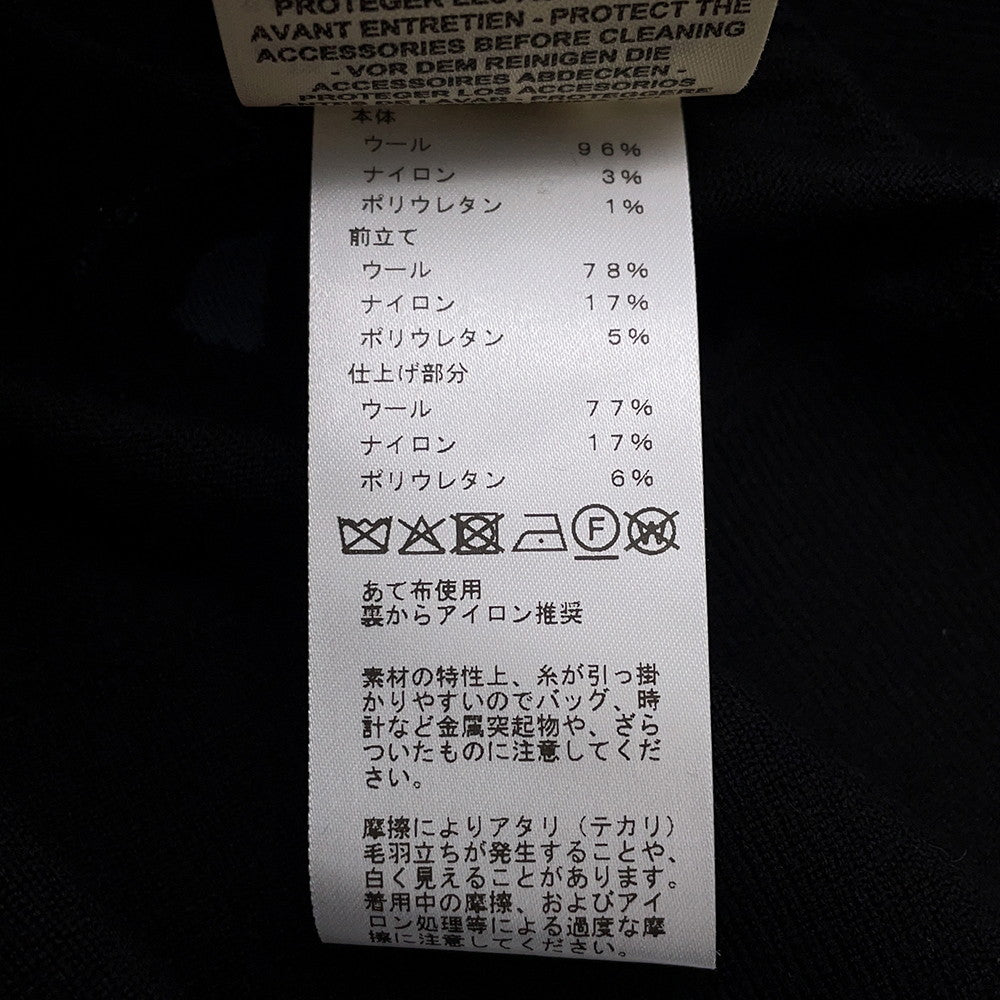 PROTEGER LES
AVANT ENTRETIEN - PROTECT THE
ACCESSORIES BEFORE CLEANING
- VOR DEM REINIGEN DIE
ACCESSOIRES ABDECKEN -
PROTEGER LOS ACCESORIOS
本体
ウール 96%
ナイロン 3%
ポリウレタン 1%
前立て
ウール 78%
ナイロン 17%
ポリウレタン 5%
仕上げ部分
ウール 77%
ナイロン 17%
ポリウレタン 6%
F W
あて布使用
裏からアイロン推奨
素材の特性上、糸が引っ掛
かりやすいのでバッグ、時
計など金属突起物や、ざら
ついたものに注意してくだ
さい。
摩擦によりアタリ(テカリ)
毛羽立ちが発生することや、
白く見えることがあります。
着用中の摩擦、およびアイ
ロン処理等による過度な摩
擦に注意してください。